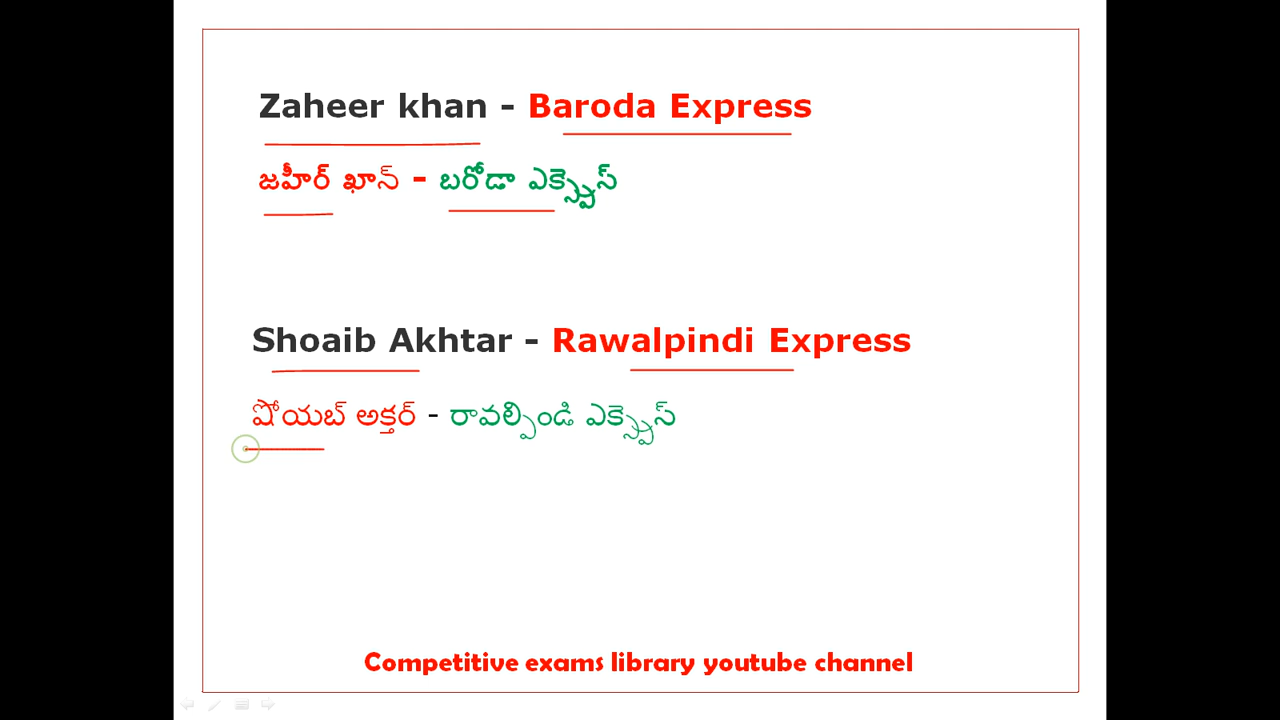 Zaheer khan - Baroda Express
జహీర్ ఖాన్ - బరోడా ఎక్స్ప్రెస్
Shoaib Akhtar - Rawalpindi Express
షోయబ్ అక్తర్ - రావల్పిండి ఎక్స్ప్రెస్
Competitive exams library youtube channel